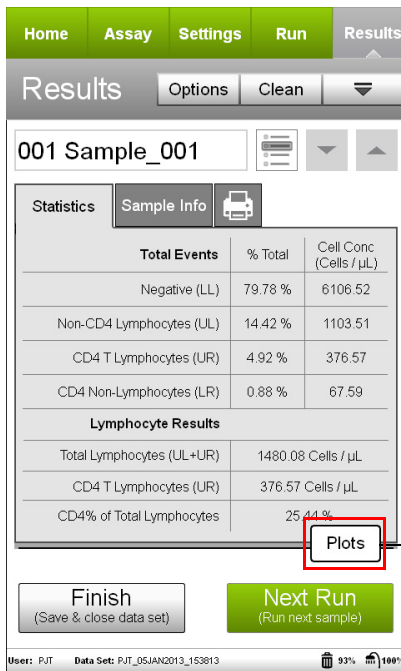 Home Assay Settings Run Results
Results Options Clean
001 Sample_001
Statistics Sample Info
Total Events % Total Cell Conc
(Cells / µL)
Negative (LL) 79.78 % 6106.52
Non-CD4 Lymphocytes (UL) 14.42 % 1103.51
CD4 T Lymphocytes (UR) 4.92 % 376.57
CD4 Non-Lymphocytes (LR) 0.88 % 67.59
Lymphocyte Results
Total Lymphocytes (UL+UR) 1480.08 Cells / µL
CD4 T Lymphocytes (UR) 376.57 Cells / µL
CD4% of Total Lymphocytes 25.44 %
Plots
Finish Next Run
(Save & close data set) (Run next sample)
User: PJT Data Set: PJT_05JAN2013_153813 93% 100%